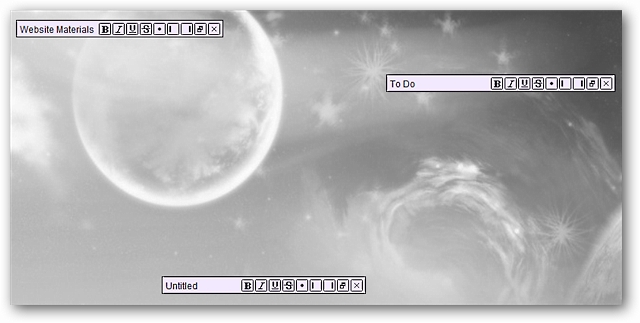 Website Materials B I U S
To Do B I U S
Untitled B I U S